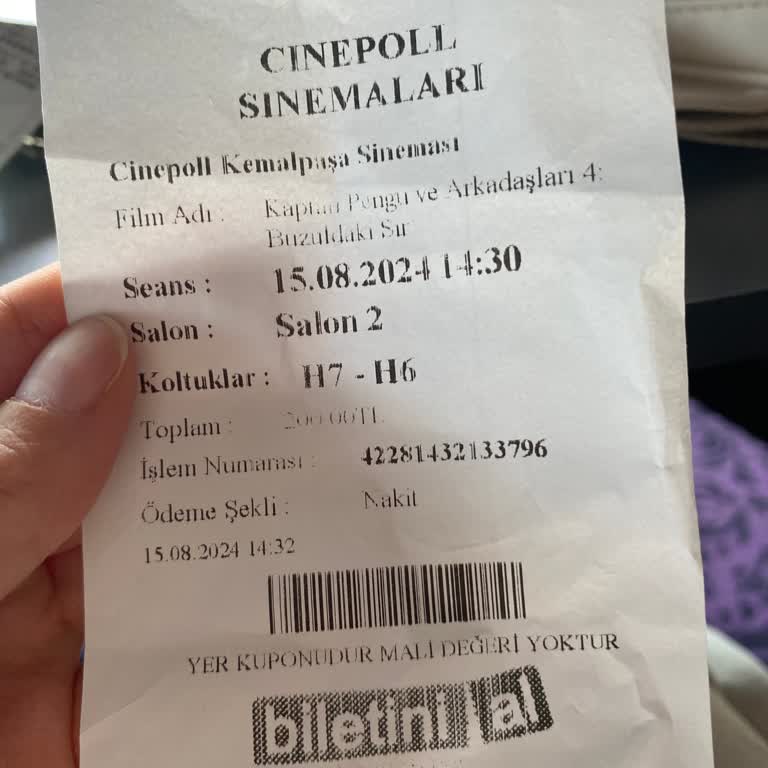 CINEPOLL
SINEMALARI
Cinepoll Kemalpaşa Sineması
Film Adı : Kaptan Pengu ve Arkadaşları 4:
Buzuldaki Sır
Seans : 15.08.2024 14:30
Salon : Salon 2
Koltuklar : H7 - H6
Toplam : 200.00TL
İşlem Numarası : 42281432133796
Ödeme Şekli : Nakit
15.08.2024 14:32
YER KUPONUDUR MALİ DEĞERİ YOKTUR
biletini al